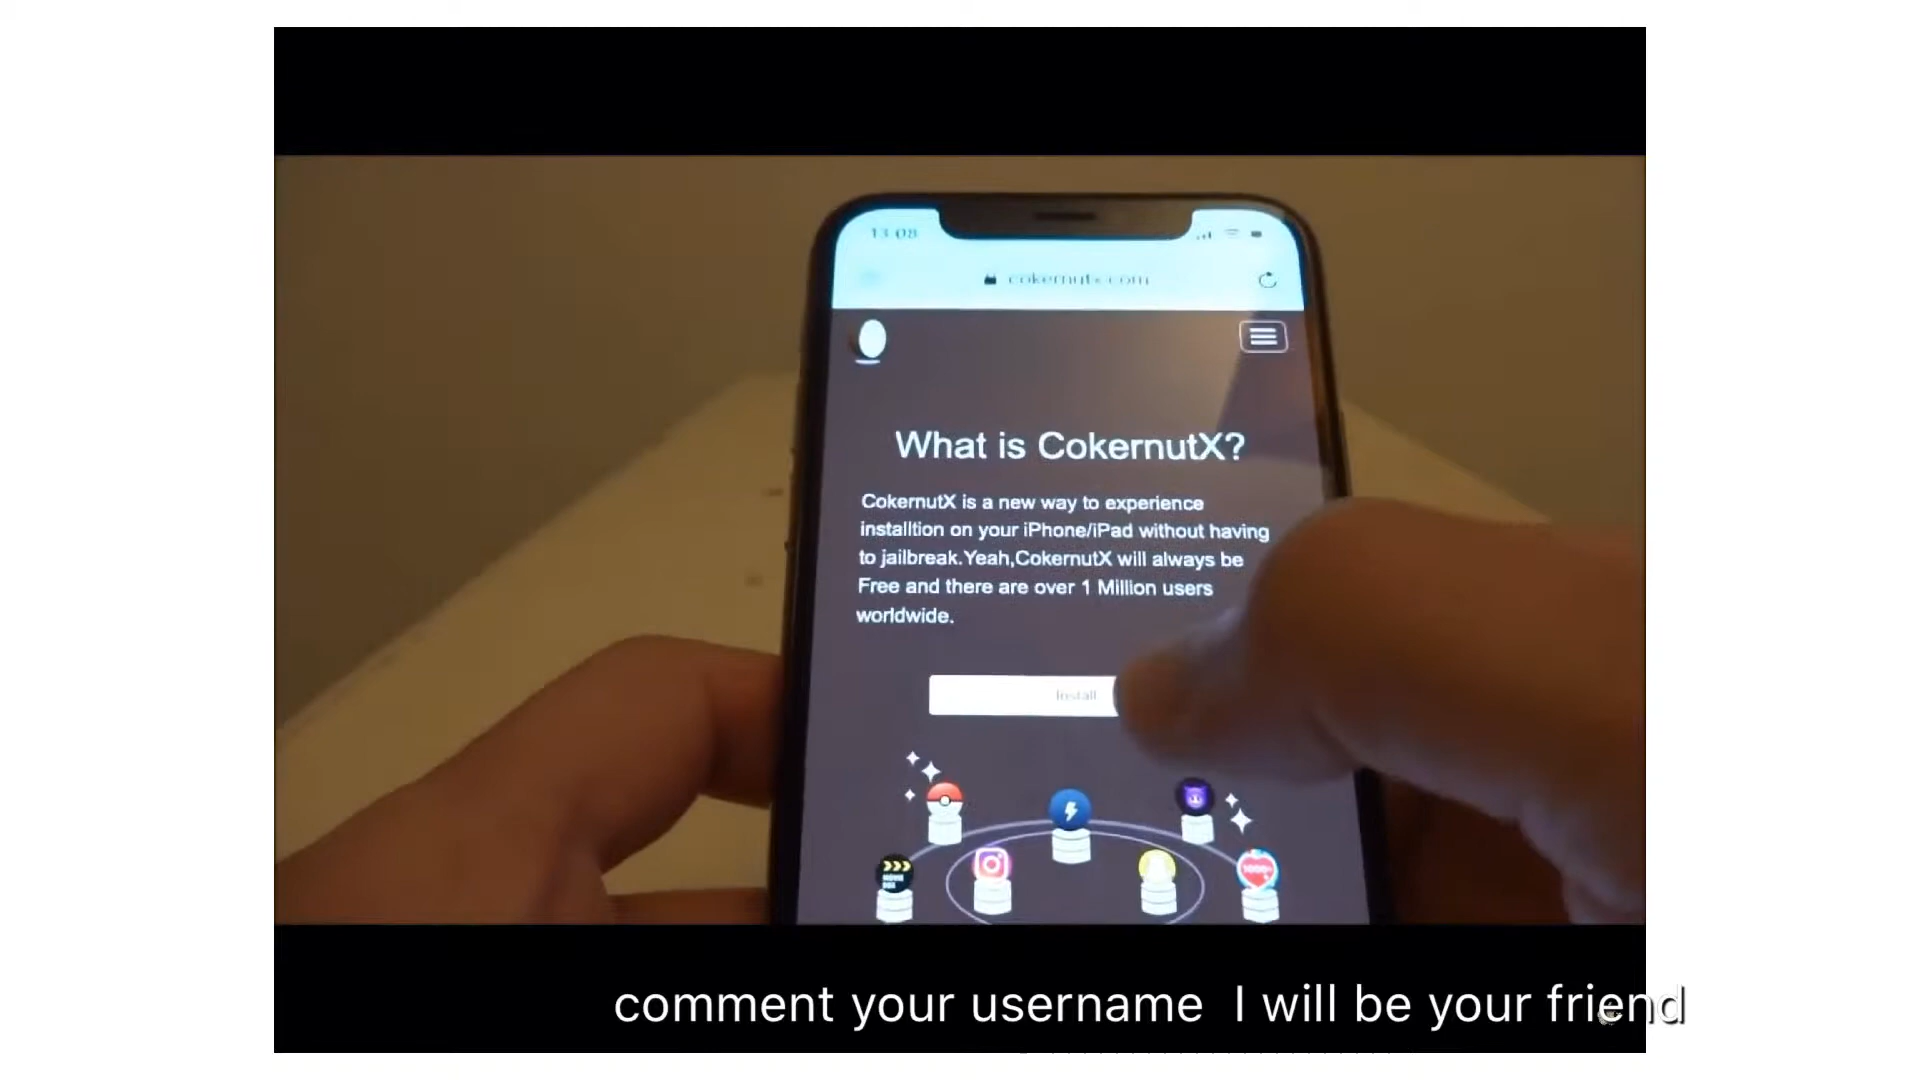 13:08
cokernutx.com
What is CokernutX?
CokernutX is a new way to experience
installtion on your iPhone/iPad without having
to jailbreak.Yeah,CokernutX will always be
Free and there are over 1 Million users
worldwide.
Install
MOVIE
BOX
comment your username I will be your friend